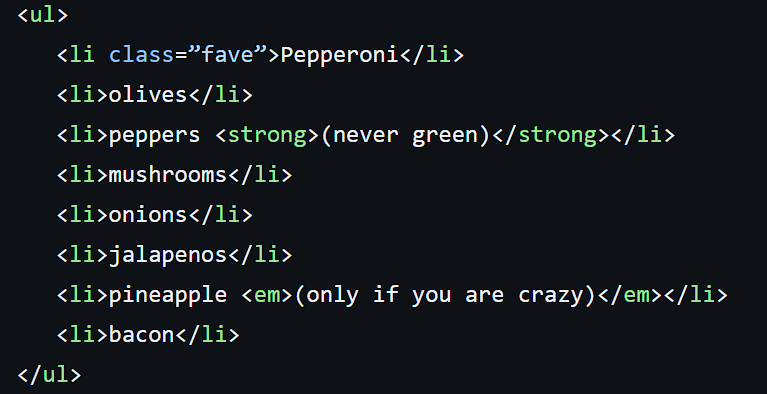 <ul>
<li class=”fave”>Pepperoni</li>
<li>olives</li>
<li>peppers <strong>(never green)</strong></li>
<li>mushrooms</li>
<li>onions</li>
<li>jalapenos</li>
<li>pineapple <em>(only if you are crazy)</em></li>
<li>bacon</li>
</ul>